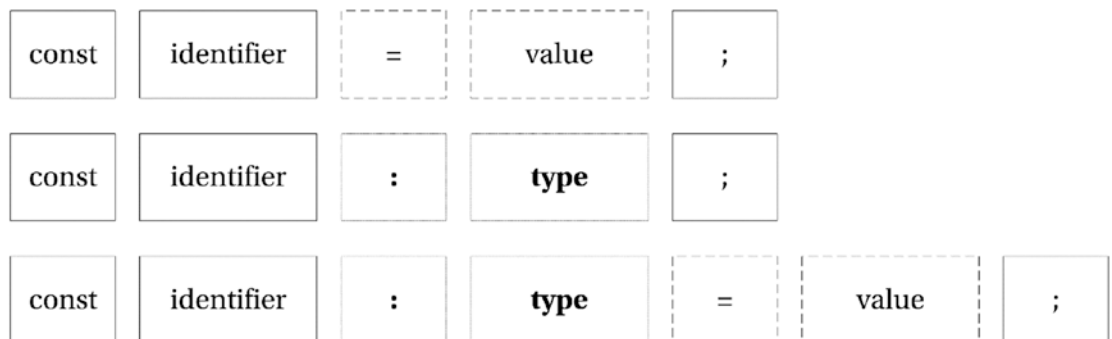 const identifier = value ;
const identifier : type ;
const identifier : type = value ;